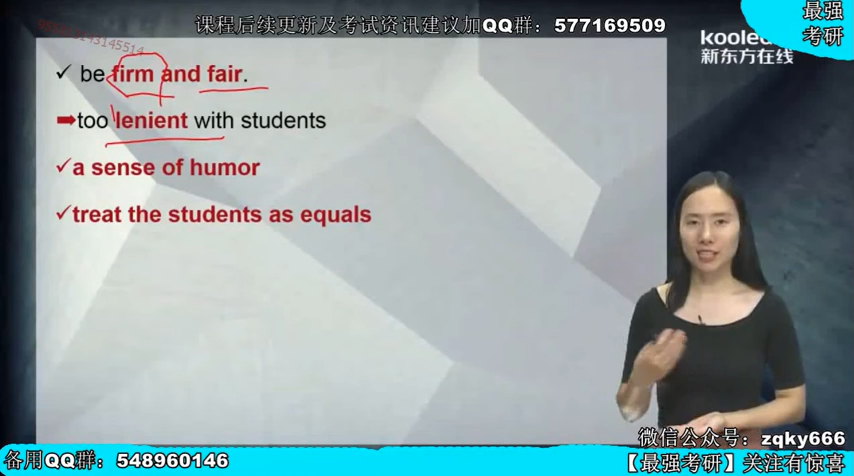 课程后续更新及考试资讯建议加QQ群：577169509
最强
考研
koole
新东方在线
✓ be firm and fair.
➡too lenient with students
✓a sense of humor
✓treat the students as equals
微信公众号：zqky666
备用QQ群：548960146
【最强考研】关注有惊喜